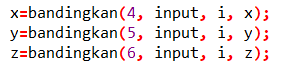 x=bandingkan(4, input, i, x);
y=bandingkan(5, input, i, y);
z=bandingkan(6, input, i, z);